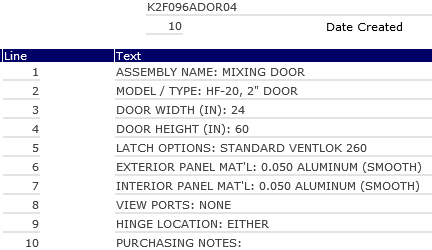 K2F096ADOR04
10 Date Created
Line Text
1 ASSEMBLY NAME: MIXING DOOR
2 MODEL / TYPE: HF-20, 2" DOOR
3 DOOR WIDTH (IN): 24
4 DOOR HEIGHT (IN): 60
5 LATCH OPTIONS: STANDARD VENTLOK 260
6 EXTERIOR PANEL MAT'L: 0.050 ALUMINUM (SMOOTH)
7 INTERIOR PANEL MAT'L: 0.050 ALUMINUM (SMOOTH)
8 VIEW PORTS: NONE
9 HINGE LOCATION: EITHER
10 PURCHASING NOTES: